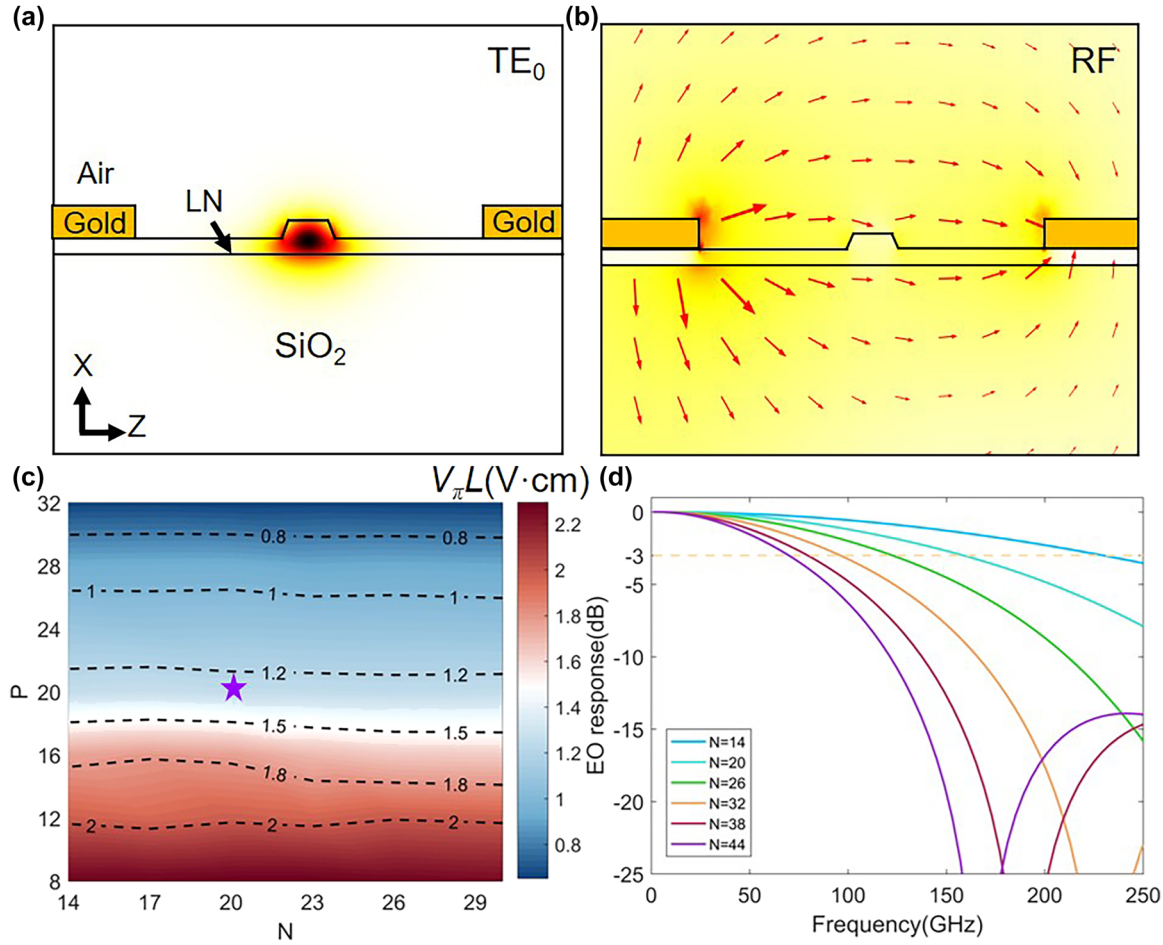 (a)
TE₀
Air
Gold
LN
Gold
SiO₂
X
Z
(b)
RF
(c)
VπL(V·cm)
32
28
24
20
16
12
8
P
14
17
20
23
26
29
N
0.8
0.8
1
1
1
1.2
1.2
1.5
1.5
1.8
1.8
2
2
2
2.2
2
1.8
1.6
1.4
1.2
1
0.8
(d)
0
-3
-5
-10
-15
-20
-25
EO response(dB)
N=14
N=20
N=26
N=32
N=38
N=44
0
50
100
150
200
250
Frequency(GHz)